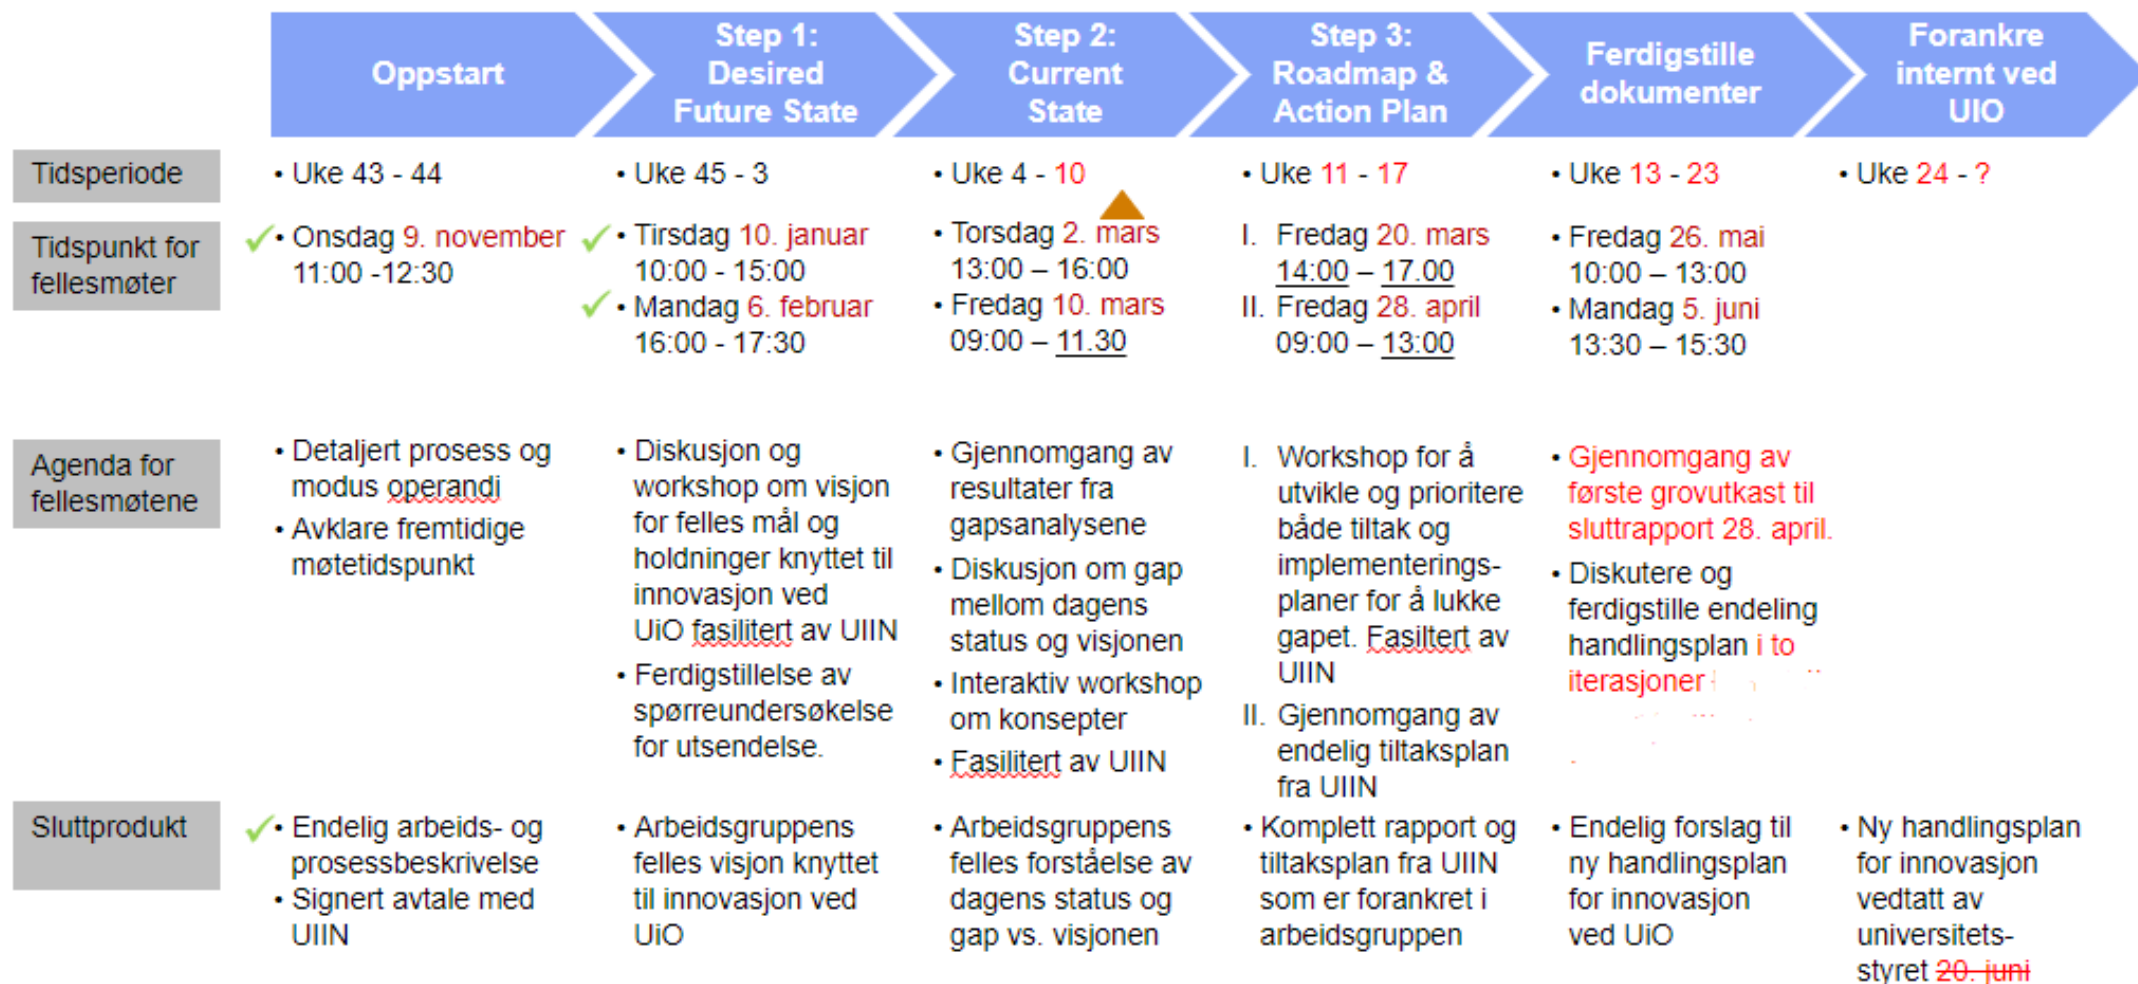 Oppstart
Step 1:
Desired
Future State
Step 2:
Current
State
Step 3:
Roadmap &
Action Plan
Ferdigstille
dokumenter
Forankre
internt ved
UIO
Tidsperiode
• Uke 43 - 44
• Uke 45 - 3
• Uke 4 - 10
• Uke 11 - 17
• Uke 13 - 23
• Uke 24 - ?
Tidspunkt for
fellesmøter
• Onsdag 9. november
11:00 -12:30
• Tirsdag 10. januar
10:00 - 15:00
• Mandag 6. februar
16:00 - 17:30
• Torsdag 2. mars
13:00 – 16:00
• Fredag 10. mars
09:00 – 11.30
I. Fredag 20. mars
14:00 – 17.00
II. Fredag 28. april
09:00 – 13:00
• Fredag 26. mai
10:00 – 13:00
• Mandag 5. juni
13:30 – 15:30
Agenda for
fellesmøtene
• Detaljert prosess og
modus operandi
• Avklare fremtidige
møtetidspunkt
• Diskusjon og
workshop om visjon
for felles mål og
holdninger knyttet til
innovasjon ved
UiO fasilitert av UIIN
• Ferdigstillelse av
spørreundersøkelse
for utsendelse.
• Gjennomgang av
resultater fra
gapsanalysene
• Diskusjon om gap
mellom dagens
status og visjonen
• Interaktiv workshop
om konsepter
• Fasilitert av UIIN
I. Workshop for å
utvikle og prioritere
både tiltak og
implementerings-
planer for å lukke
gapet. Fasiltert av
UIIN
II. Gjennomgang av
endelig tiltaksplan
fra UIIN
• Gjennomgang av
første grovutkast til
sluttrapport 28. april.
• Diskutere og
ferdigstille endeling
handlingsplan i to
iterasjoner
Sluttprodukt
• Endelig arbeids- og
prosessbeskrivelse
• Signert avtale med
UIIN
• Arbeidsgruppens
felles visjon knyttet
til innovasjon ved
UiO
• Arbeidsgruppens
felles forståelse av
dagens status og
gap vs. visjonen
• Komplett rapport og
tiltaksplan fra UIIN
som er forankret i
arbeidsgruppen
• Endelig forslag til
ny handlingsplan
for innovasjon
ved UiO
• Ny handlingsplan
for innovasjon
vedtatt av
universitets-
styret 20. juni